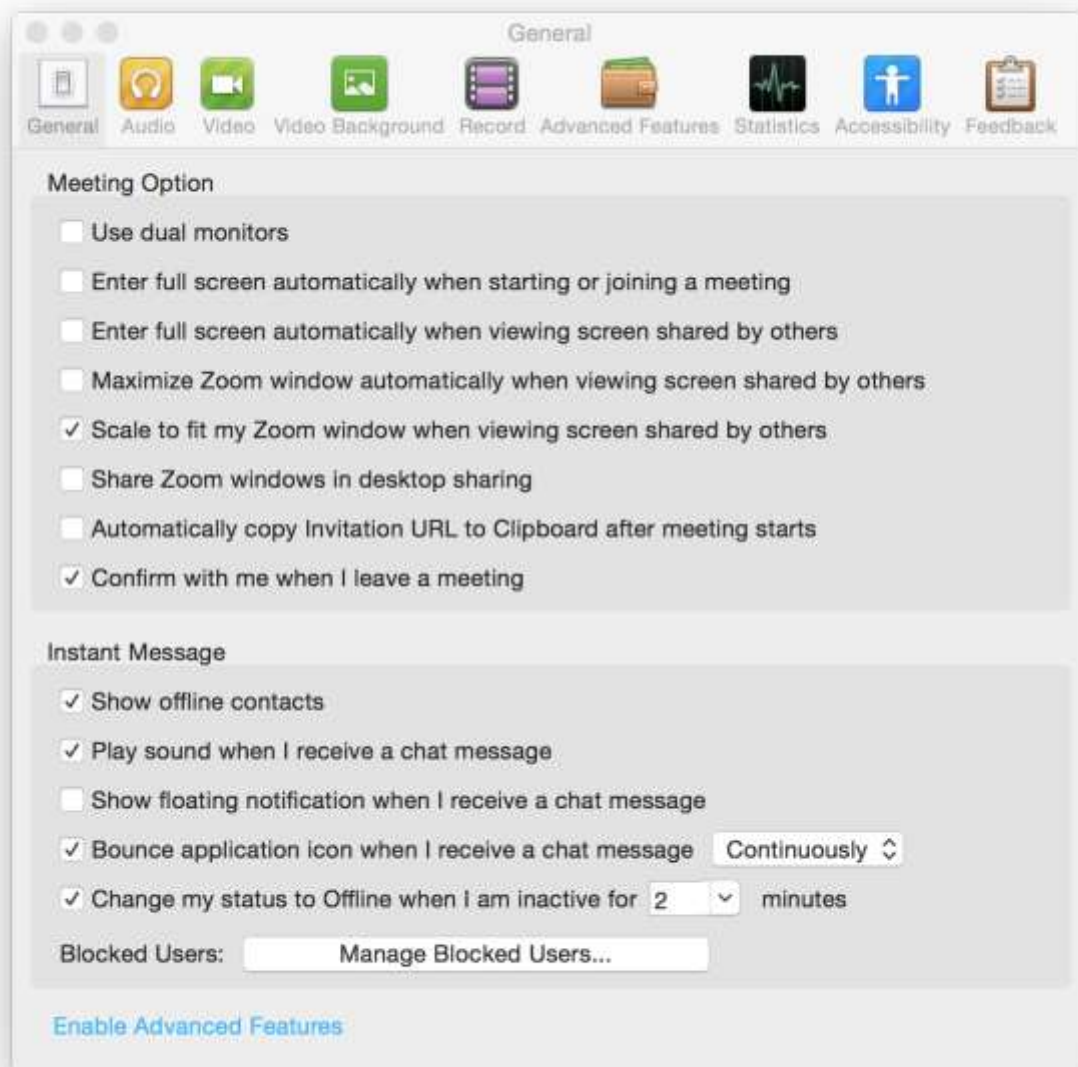 General
General Audio Video Video Background Record Advanced Features Statistics Accessibility Feedback
Meeting Option
Use dual monitors
Enter full screen automatically when starting or joining a meeting
Enter full screen automatically when viewing screen shared by others
Maximize Zoom window automatically when viewing screen shared by others
Scale to fit my Zoom window when viewing screen shared by others
Share Zoom windows in desktop sharing
Automatically copy Invitation URL to Clipboard after meeting starts
Confirm with me when I leave a meeting
Instant Message
Show offline contacts
Play sound when I receive a chat message
Show floating notification when I receive a chat message
Bounce application icon when I receive a chat message Continuously
Change my status to Offline when I am inactive for 2 minutes
Blocked Users: Manage Blocked Users...
Enable Advanced Features